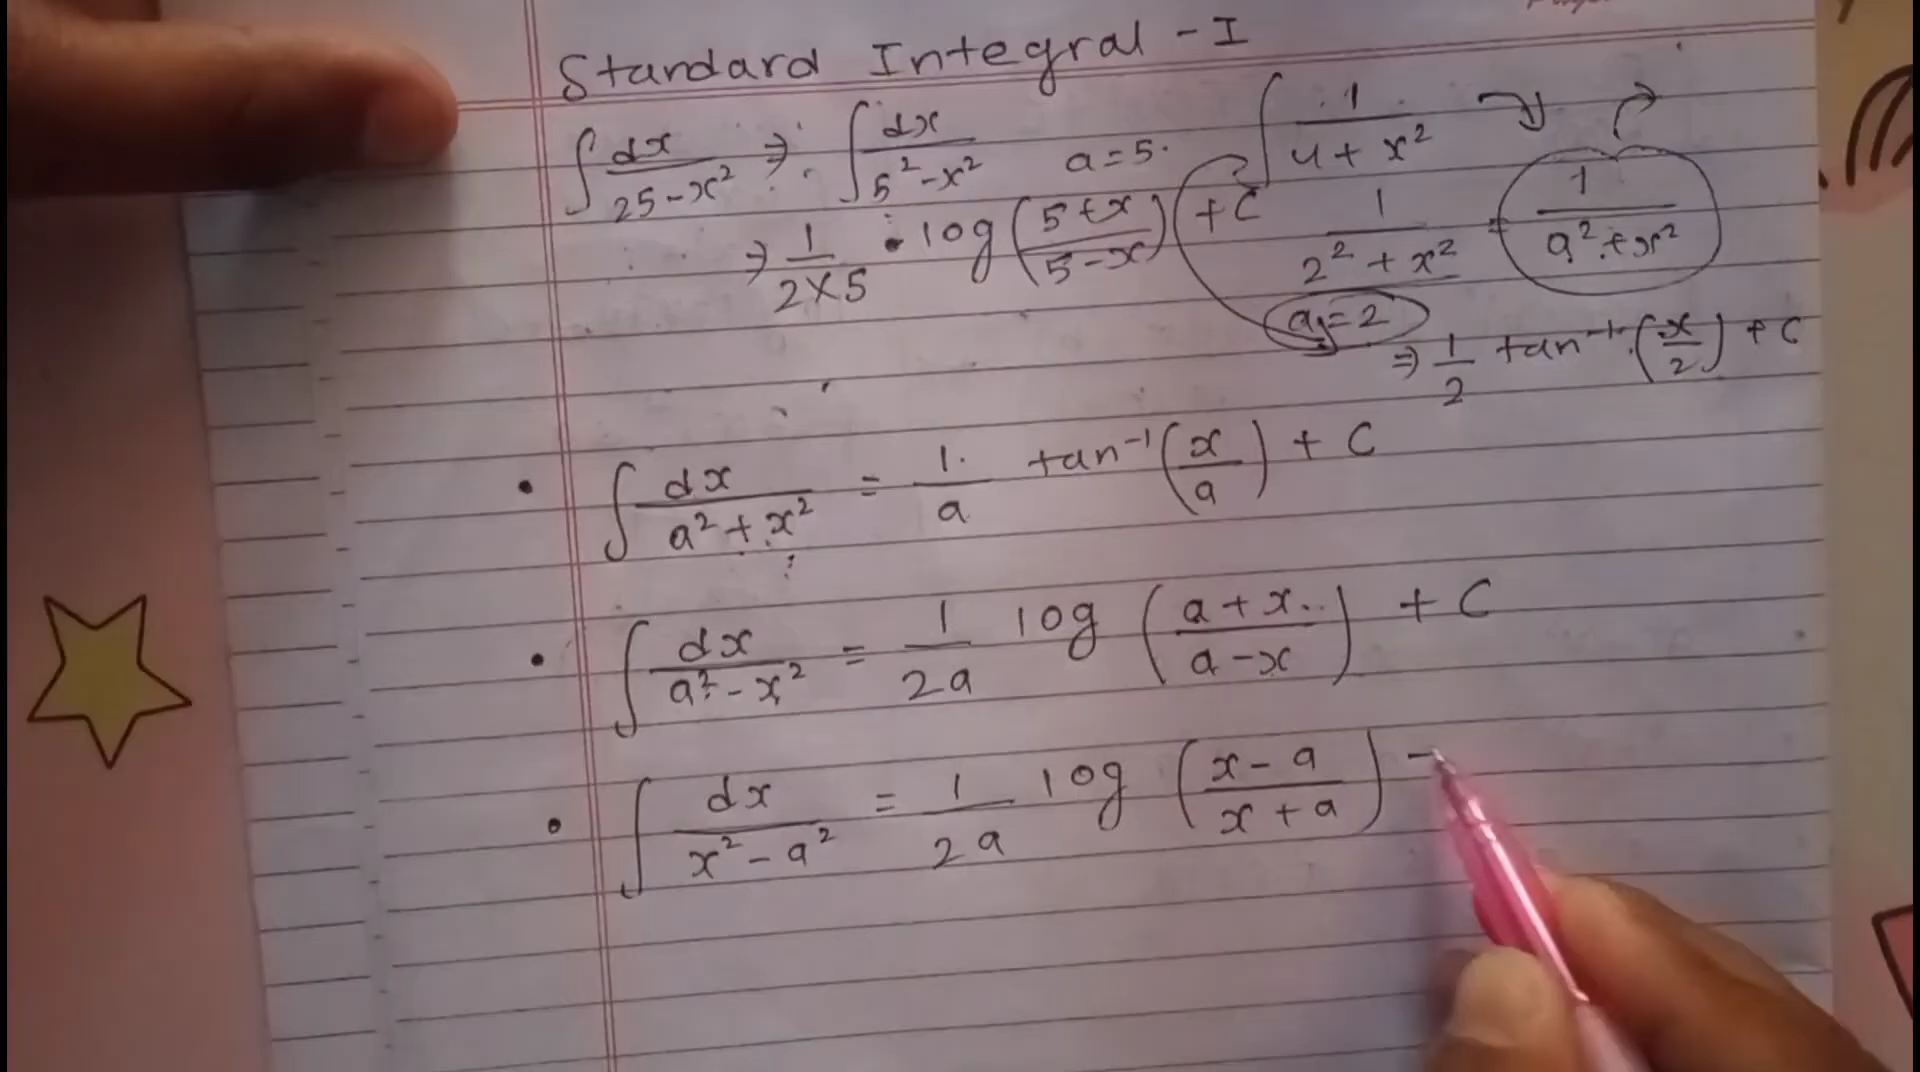 Standard Integral - I
∫ dx/(25-x²) ⇒ ∫ dx/(5²-x²) a=5.
⇒ 1/(2×5) · log((5+x)/(5-x)) + C
∫ 1/(4+x²)
1/(2²+x²) = 1/(a²+x²)
a=2
⇒ 1/2 tan⁻¹(x/2) + C
• ∫ dx/(a²+x²) = 1/a tan⁻¹(x/a) + C
• ∫ dx/(a²-x²) = 1/2a log((a+x)/(a-x)) + C
• ∫ dx/(x²-a²) = 1/2a log((x-a)/(x+a)) -